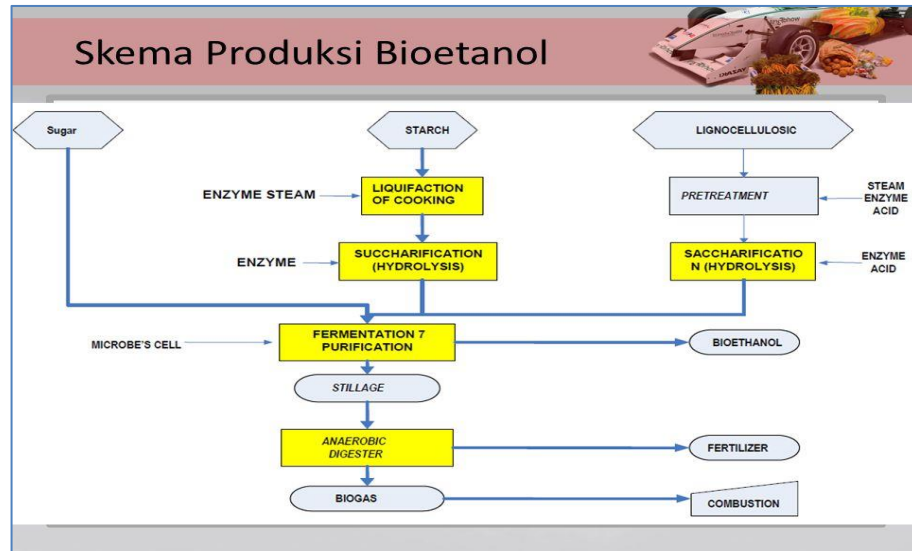 Skema Produksi Bioetanol
Sugar
STARCH
LIGNOCELLULOSIC
ENZYME STEAM
LIQUIFACTION
OF COOKING
PRETREATMENT
STEAM
ENZYME
ACID
ENZYME
SUCCHARIFICATION
(HYDROLYSIS)
SACCHARIFICATIO
N (HYDROLYSIS)
ENZYME
ACID
MICROBE'S CELL
FERMENTATION 7
PURIFICATION
BIOETHANOL
STILLAGE
ANAEROBIC
DIGESTER
FERTILIZER
BIOGAS
COMBUSTION